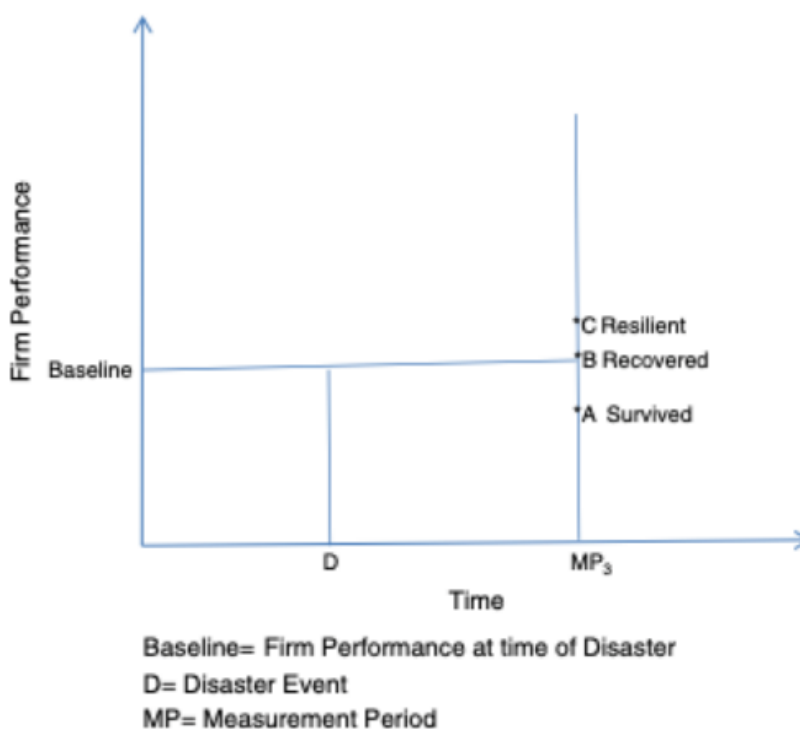 Firm Performance
*C Resilient
*B Recovered
Baseline
*A Survived
D
MP₃
Time
Baseline= Firm Performance at time of Disaster
D= Disaster Event
MP= Measurement Period